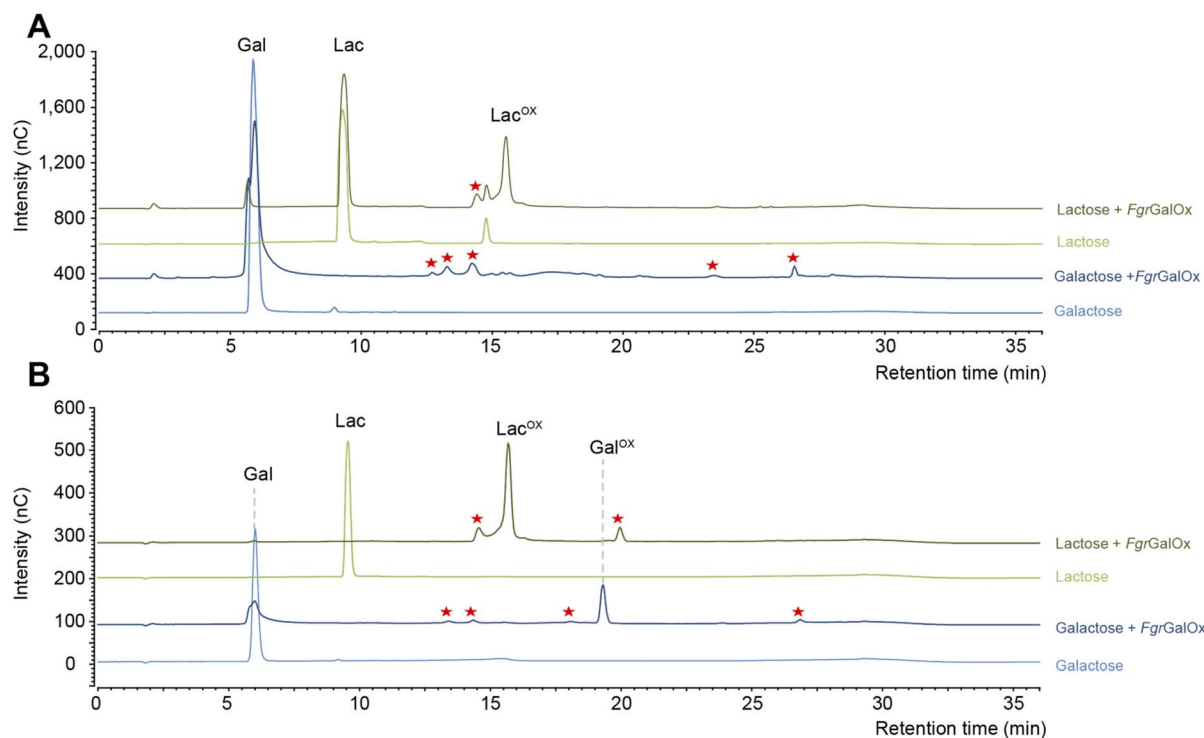 A
Gal
Lac
Lac^OX
2,000
1,600
1,200
800
400
0
Intensity (nC)
Lactose + FgrGalOx
Lactose
Galactose +FgrGalOx
Galactose
0 5 10 15 20 25 30 35
Retention time (min)
B
Gal
Lac
Lac^OX
Gal^OX
600
500
400
300
200
100
0
Intensity (nC)
Lactose + FgrGalOx
Lactose
Galactose + FgrGalOx
Galactose
0 5 10 15 20 25 30 35
Retention time (min)